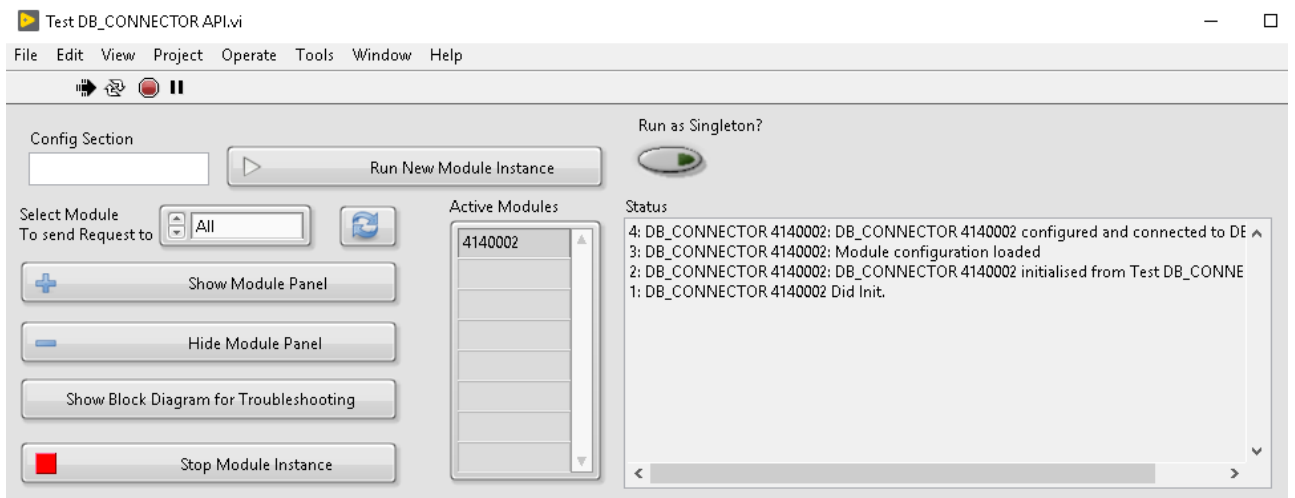 Test DB_CONNECTOR API.vi
File Edit View Project Operate Tools Window Help
Config Section
Run New Module Instance
Run as Singleton?
Select Module
To send Request to
All
Active Modules
4140002
Status
4: DB_CONNECTOR 4140002: DB_CONNECTOR 4140002 configured and connected to DE
3: DB_CONNECTOR 4140002: Module configuration loaded
2: DB_CONNECTOR 4140002: DB_CONNECTOR 4140002 initialised from Test DB_CONNE
1: DB_CONNECTOR 4140002 Did Init.
Show Module Panel
Hide Module Panel
Show Block Diagram for Troubleshooting
Stop Module Instance